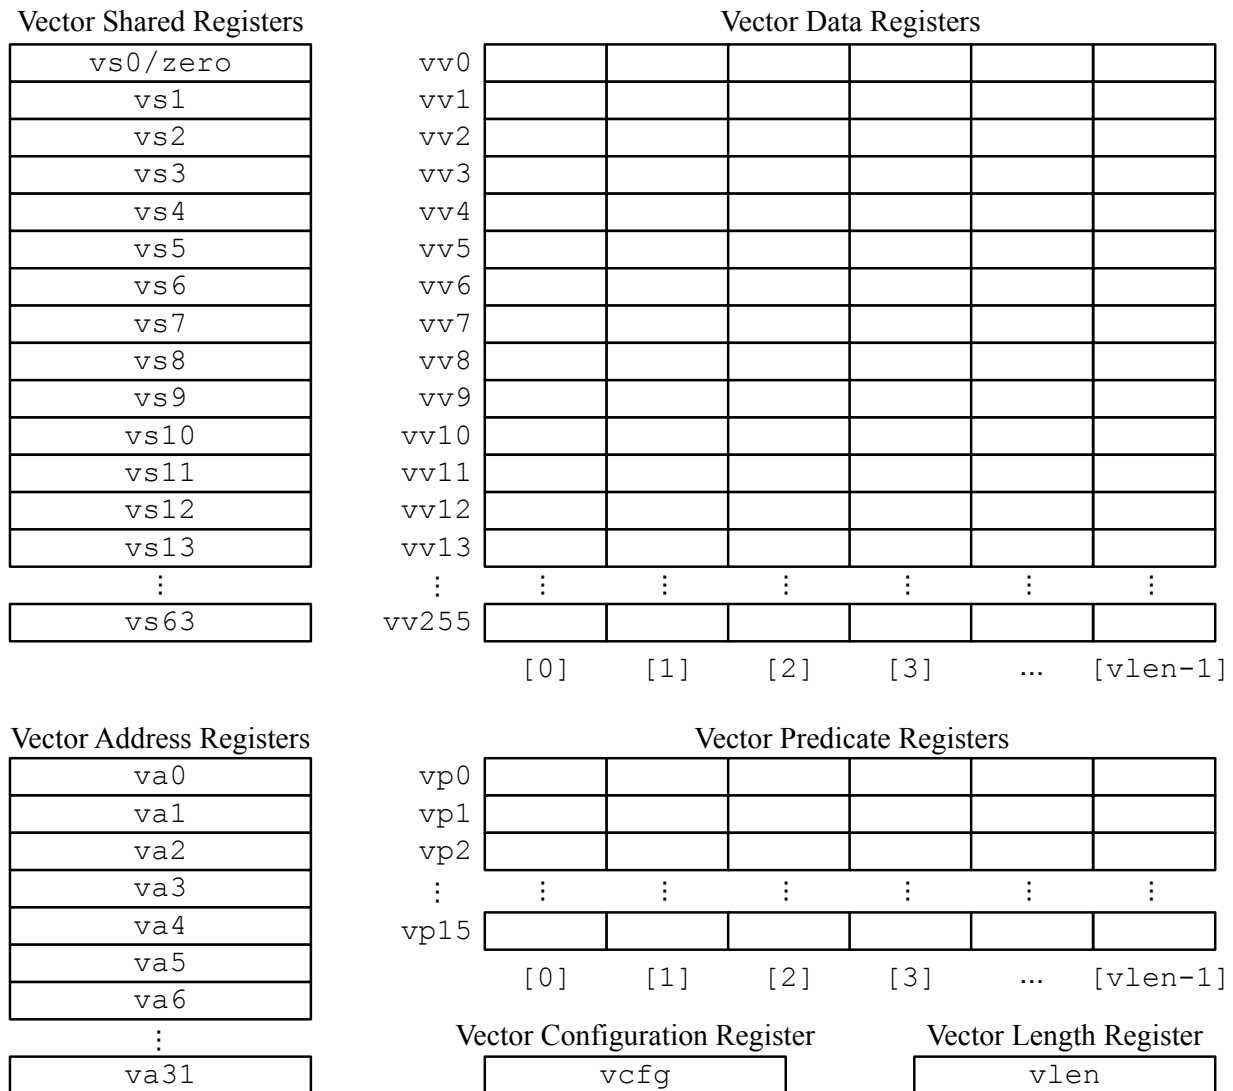 Vector Shared Registers
vs0/zero
vs1
vs2
vs3
vs4
vs5
vs6
vs7
vs8
vs9
vs10
vs11
vs12
vs13
⋮
vs63
Vector Data Registers
vv0
vv1
vv2
vv3
vv4
vv5
vv6
vv7
vv8
vv9
vv10
vv11
vv12
vv13
⋮ ⋮ ⋮ ⋮ ⋮ ⋮ ⋮
vv255
[0] [1] [2] [3] ... [vlen-1]
Vector Address Registers
va0
va1
va2
va3
va4
va5
va6
⋮
va31
Vector Predicate Registers
vp0
vp1
vp2
⋮ ⋮ ⋮ ⋮ ⋮ ⋮ ⋮
vp15
[0] [1] [2] [3] ... [vlen-1]
Vector Configuration Register
vcfg
Vector Length Register
vlen